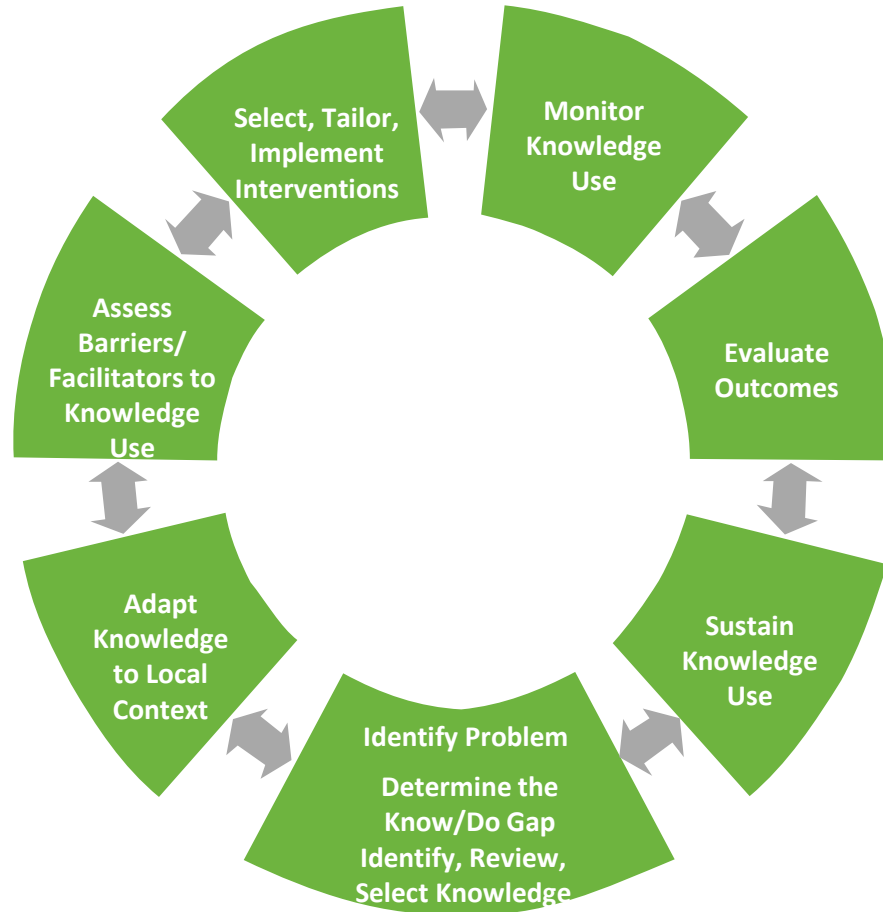 Select, Tailor,
Implement
Interventions
Monitor
Knowledge
Use
Assess
Barriers/
Facilitators to
Knowledge
Use
Evaluate
Outcomes
Adapt
Knowledge
to Local
Context
Sustain
Knowledge
Use
Identify Problem
Determine the
Know/Do Gap
Identify, Review,
Select Knowledge